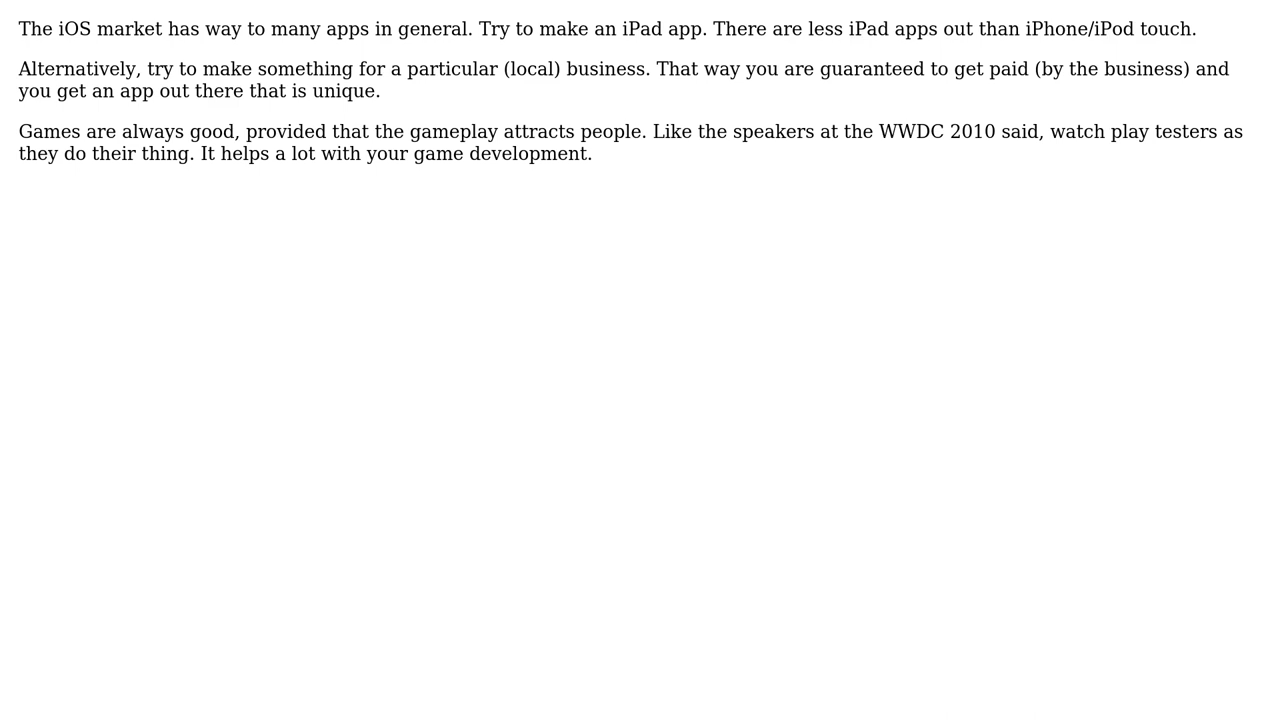 The iOS market has way to many apps in general. Try to make an iPad app. There are less iPad apps out than iPhone/iPod touch.
Alternatively, try to make something for a particular (local) business. That way you are guaranteed to get paid (by the business) and
you get an app out there that is unique.
Games are always good, provided that the gameplay attracts people. Like the speakers at the WWDC 2010 said, watch play testers as
they do their thing. It helps a lot with your game development.